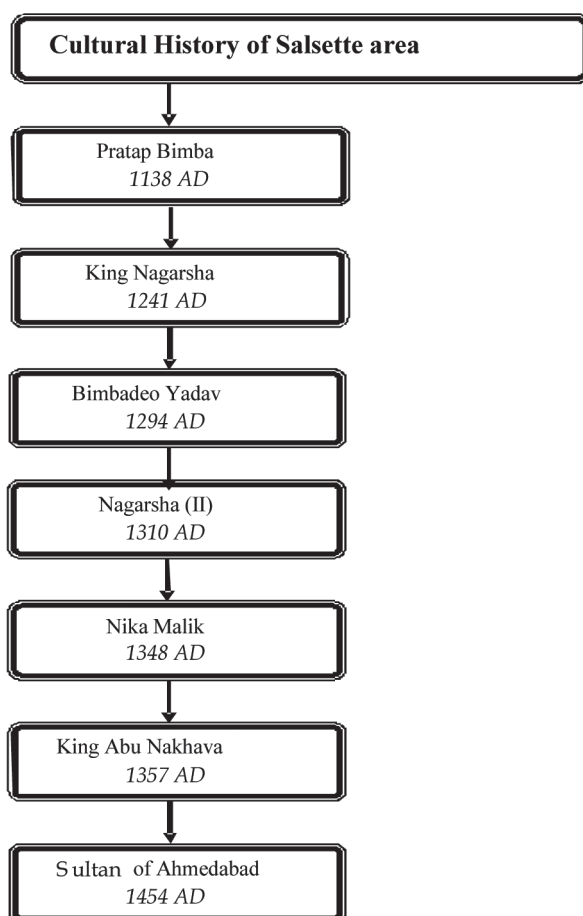 Cultural History of Salsette area
Pratap Bimba
1138 AD
King Nagarsha
1241 AD
Bimbadeo Yadav
1294 AD
Nagarsha (II)
1310 AD
Nika Malik
1348 AD
King Abu Nakhava
1357 AD
Sultan of Ahmedabad
1454 AD